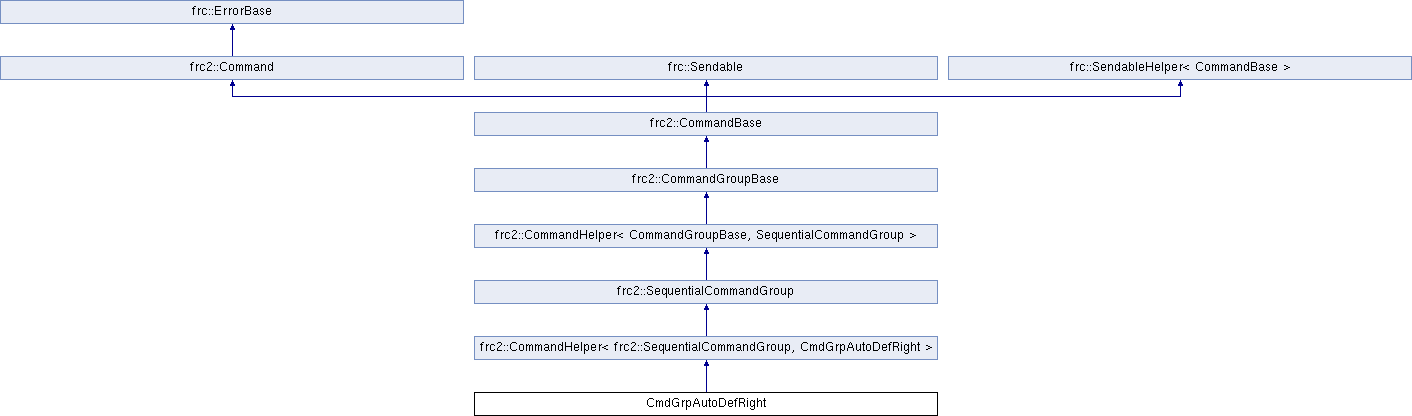 frc::ErrorBase
frc2::Command
frc::Sendable
frc::SendableHelper< CommandBase >
frc2::CommandBase
frc2::CommandGroupBase
frc2::CommandHelper< CommandGroupBase, SequentialCommandGroup >
frc2::SequentialCommandGroup
frc2::CommandHelper< frc2::SequentialCommandGroup, CmdGrpAutoDefRight >
CmdGrpAutoDefRight